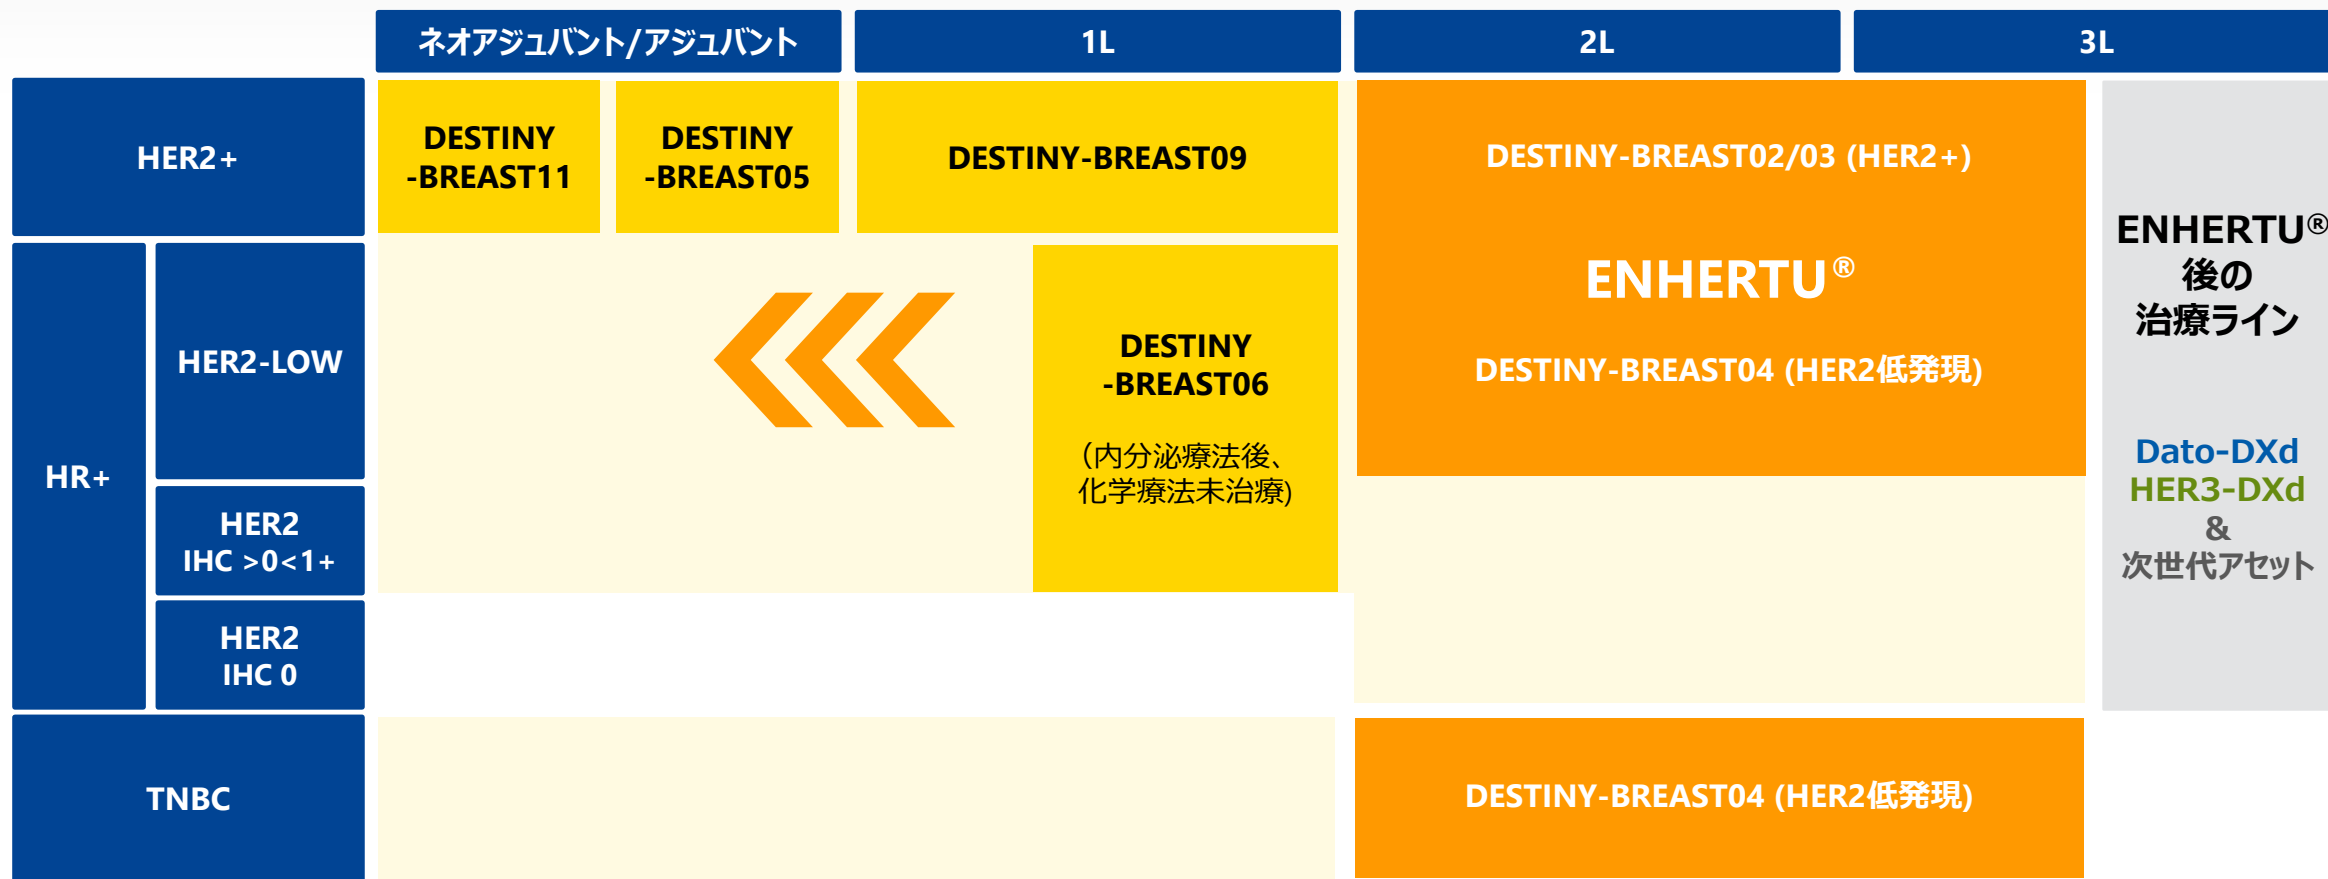 ネオアジュバント/アジュバント
1L
2L
3L
HER2+
DESTINY
-BREAST11
DESTINY
-BREAST05
DESTINY-BREAST09
DESTINY-BREAST02/03 (HER2+)
ENHERTU®
DESTINY-BREAST04 (HER2低発現)
HR+
HER2-LOW
DESTINY
-BREAST06
（内分泌療法後、
化学療法未治療)
HER2
IHC >0<1+
HER2
IHC 0
ENHERTU®
後の
治療ライン
Dato-DXd
HER3-DXd
&
次世代アセット
TNBC
DESTINY-BREAST04 (HER2低発現)